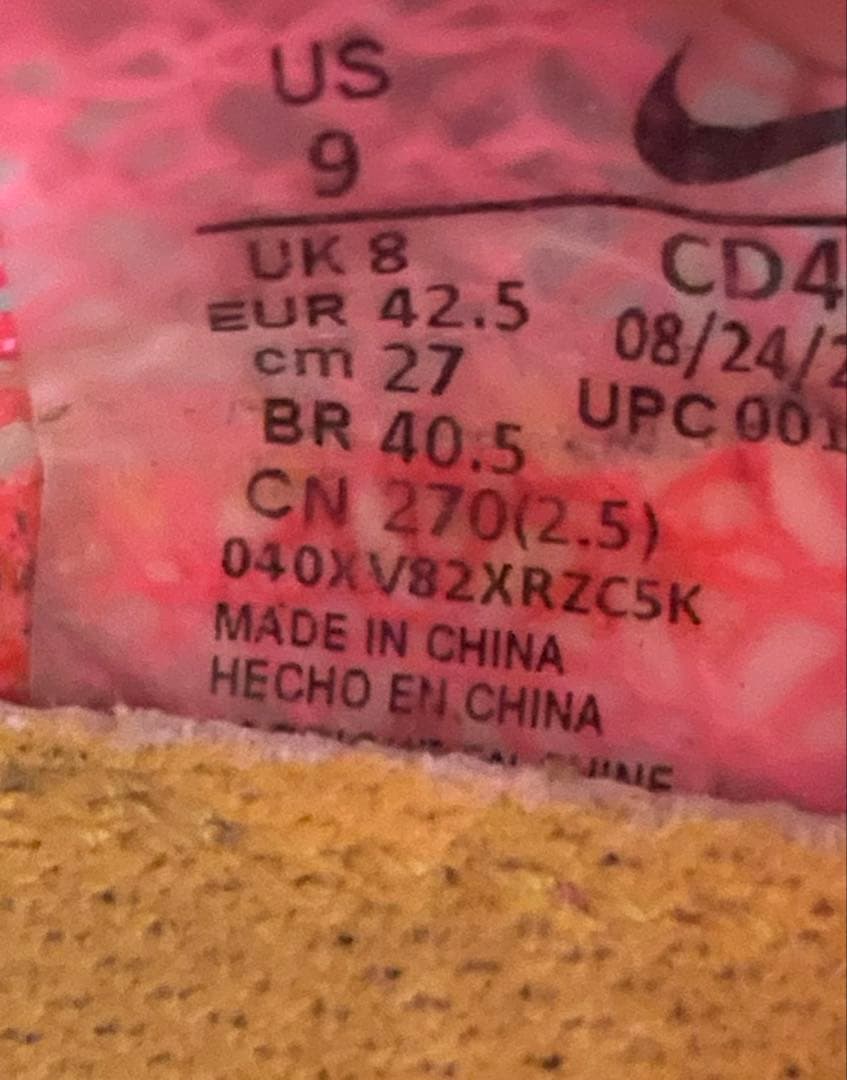 US
9
UK 8
EUR 42.5
cm 27
BR 40.5
CN 270(2.5)
CD4
08/24/2
UPC 001
040XV82XRZC5K
MADE IN CHINA
HECHO EN CHINA